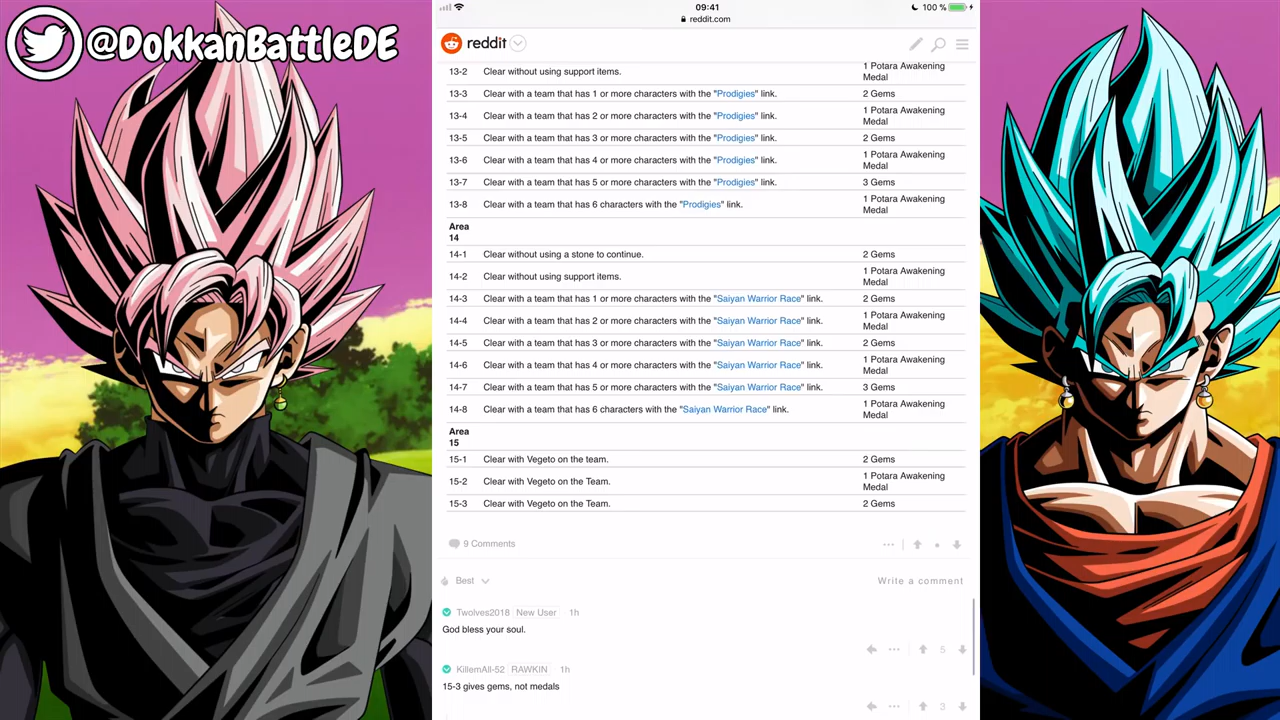 @DokkanBattleDE
09:41
100 %
reddit.com
reddit
13-2 Clear without using support items. 1 Potara Awakening
Medal
13-3 Clear with a team that has 1 or more characters with the "Prodigies" link. 2 Gems
13-4 Clear with a team that has 2 or more characters with the "Prodigies" link. 1 Potara Awakening
Medal
13-5 Clear with a team that has 3 or more characters with the "Prodigies" link. 2 Gems
13-6 Clear with a team that has 4 or more characters with the "Prodigies" link. 1 Potara Awakening
Medal
13-7 Clear with a team that has 5 or more characters with the "Prodigies" link. 3 Gems
13-8 Clear with a team that has 6 characters with the "Prodigies" link. 1 Potara Awakening
Medal
Area
14
14-1 Clear without using a stone to continue. 2 Gems
14-2 Clear without using support items. 1 Potara Awakening
Medal
14-3 Clear with a team that has 1 or more characters with the "Saiyan Warrior Race" link. 2 Gems
14-4 Clear with a team that has 2 or more characters with the "Saiyan Warrior Race" link. 1 Potara Awakening
Medal
14-5 Clear with a team that has 3 or more characters with the "Saiyan Warrior Race" link. 2 Gems
14-6 Clear with a team that has 4 or more characters with the "Saiyan Warrior Race" link. 1 Potara Awakening
Medal
14-7 Clear with a team that has 5 or more characters with the "Saiyan Warrior Race" link. 3 Gems
14-8 Clear with a team that has 6 characters with the "Saiyan Warrior Race" link. 1 Potara Awakening
Medal
Area
15
15-1 Clear with Vegeto on the team. 2 Gems
15-2 Clear with Vegeto on the Team. 1 Potara Awakening
Medal
15-3 Clear with Vegeto on the Team. 2 Gems
9 Comments
Best Write a comment
Twolves2018 New User 1h
God bless your soul.
5
KillemAll-52 RAWKIN 1h
15-3 gives gems, not medals
3